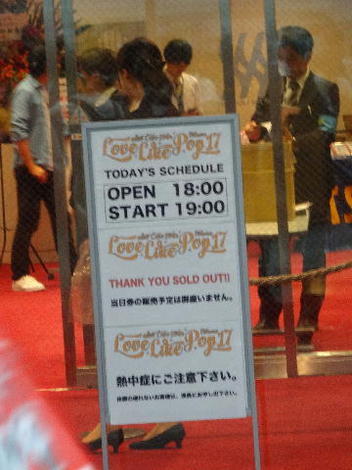 Love Like Pop 17
TODAY'S SCHEDULE
OPEN 18:00
START 19:00
Love Like Pop 17
THANK YOU SOLD OUT!!
当日券の販売予定は御座いません。
Love Like Pop 17
熱中症にご注意下さい。